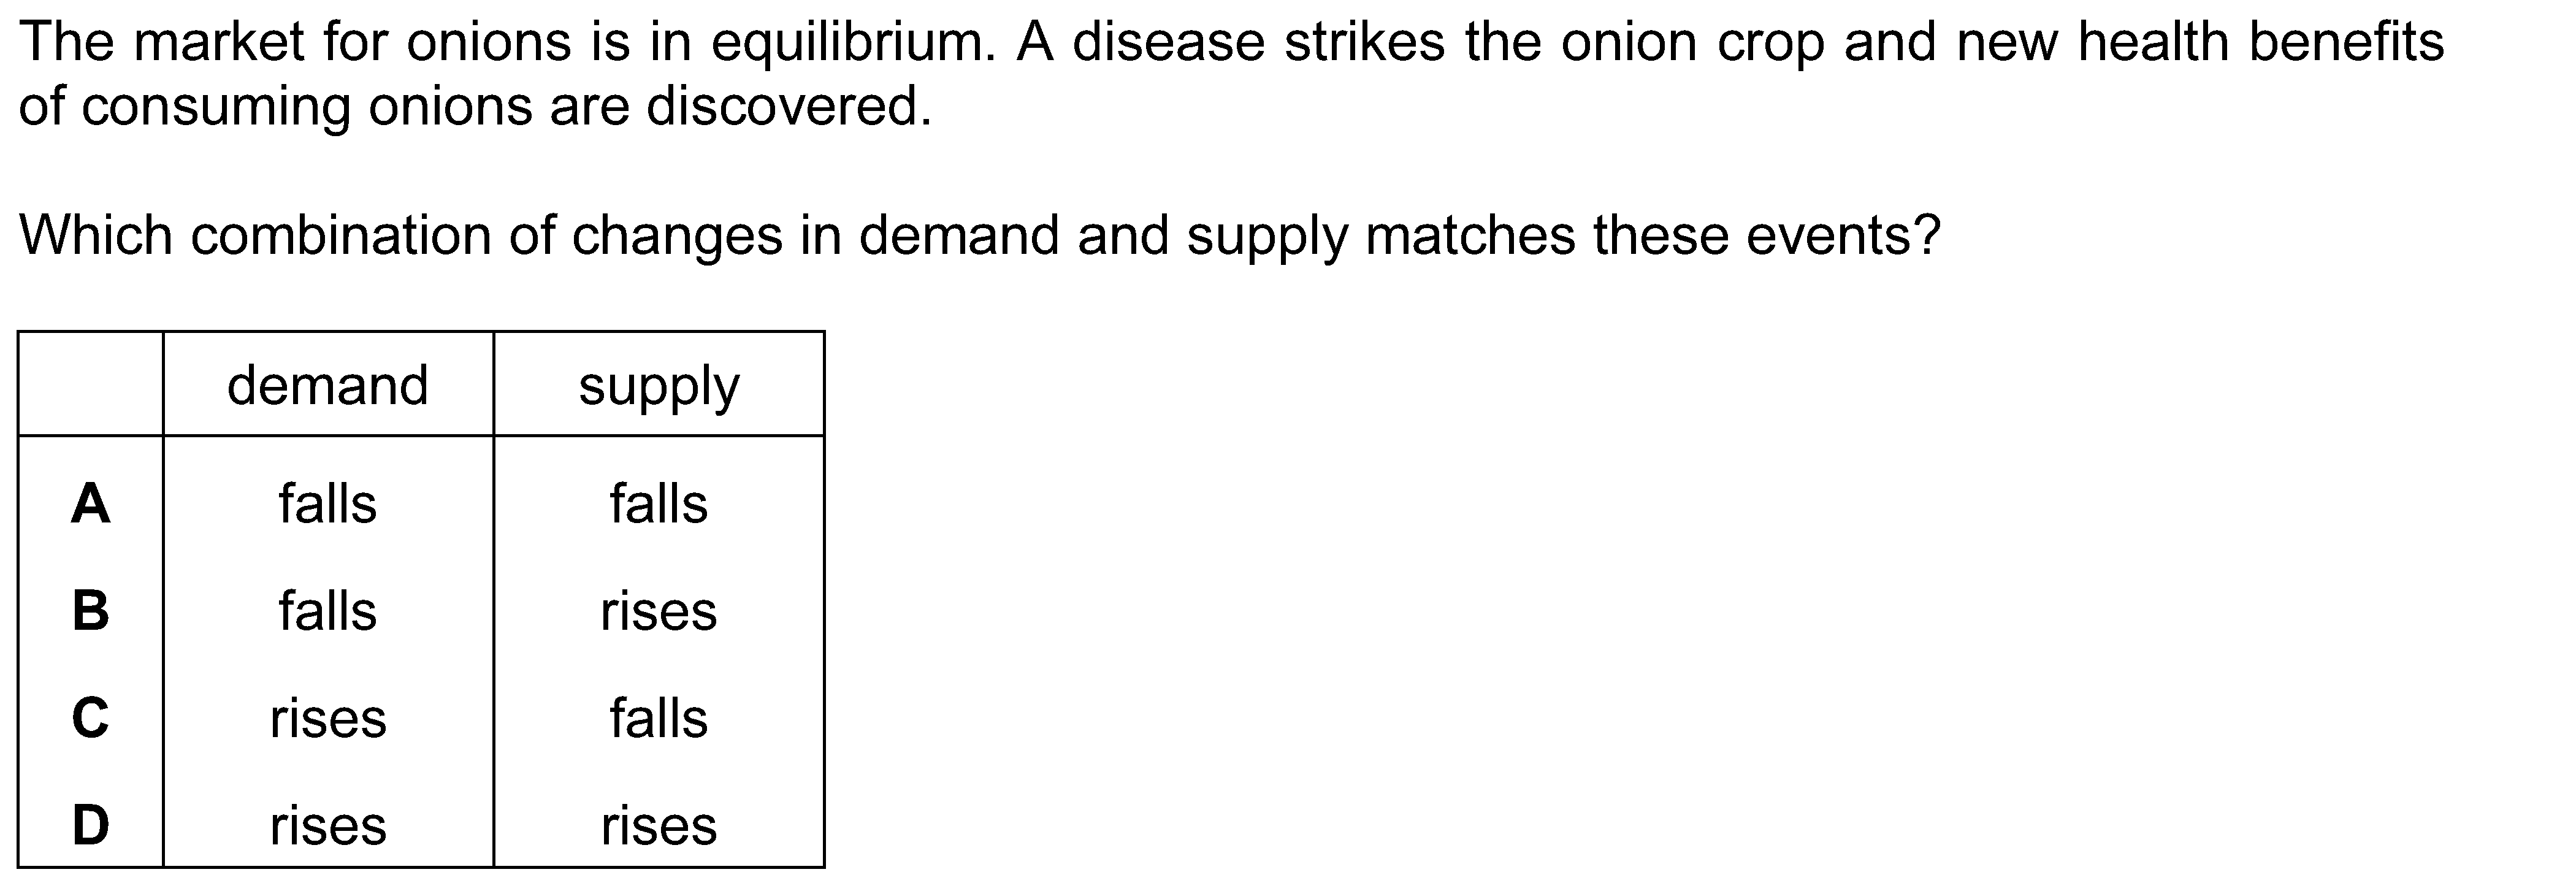 The market for onions is in equilibrium. A disease strikes the onion crop and new health benefits
of consuming onions are discovered.
Which combination of changes in demand and supply matches these events?
demand supply
A falls falls
B falls rises
C rises falls
D rises rises